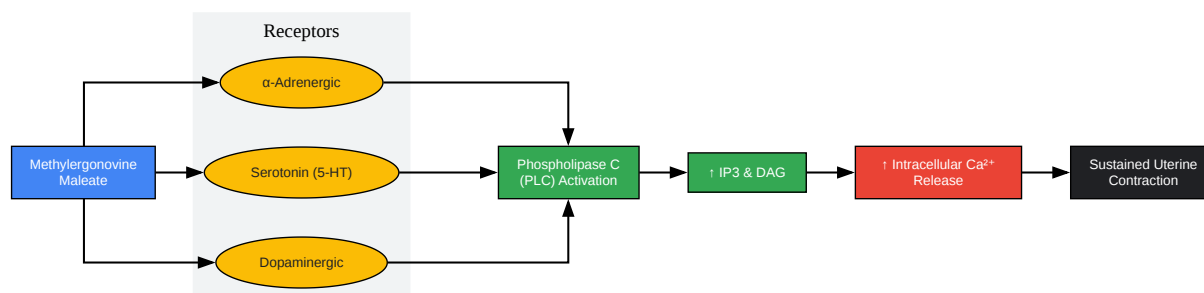 Receptors
α-Adrenergic
Methylergonovine
Maleate
Serotonin (5-HT)
Phospholipase C
(PLC) Activation
↑ IP3 & DAG
↑ Intracellular Ca²⁺
Release
Sustained Uterine
Contraction
Dopaminergic